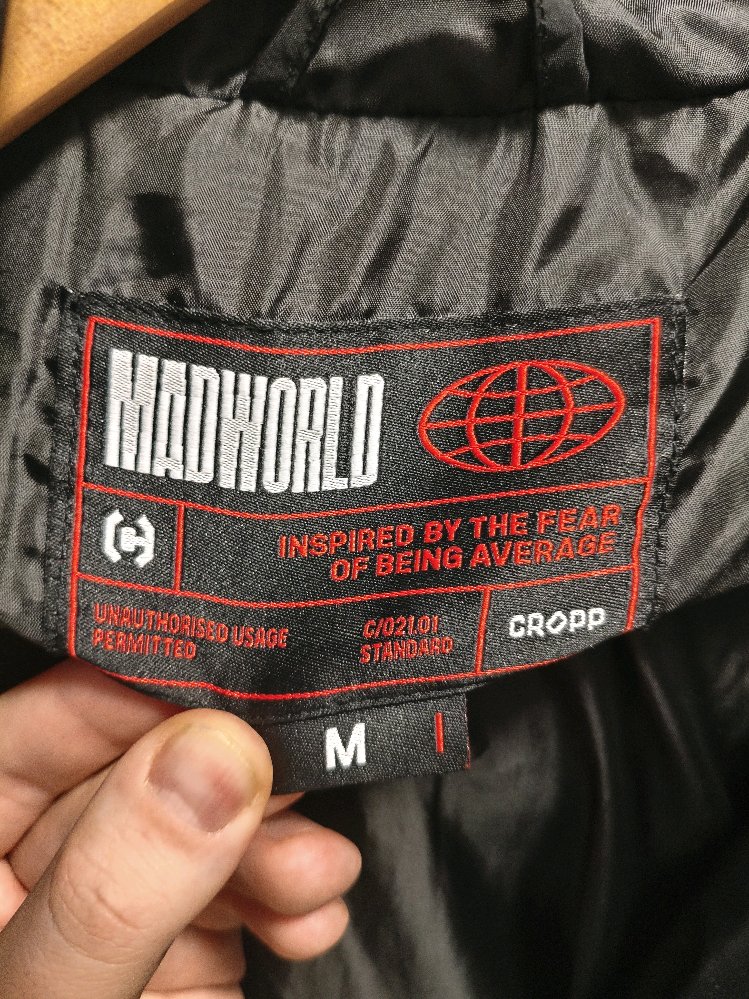 MADWORLD
C
INSPIRED BY THE FEAR
OF BEING AVERAGE
UNAUTHORISED USAGE
PERMITTED
C/021.01
STANDARD
CROPP
M